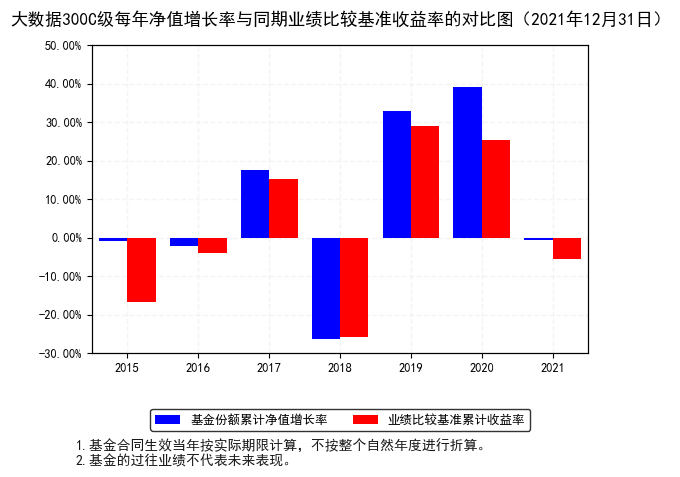 大数据300C级每年净值增长率与同期业绩比较基准收益率的对比图（2021年12月31日）
50.00%
40.00%
30.00%
20.00%
10.00%
0.00%
-10.00%
-20.00%
-30.00%
2015 2016 2017 2018 2019 2020 2021
基金份额累计净值增长率 业绩比较基准累计收益率
1.基金合同生效当年按实际期限计算，不按整个自然年度进行折算。
2.基金的过往业绩不代表未来表现。